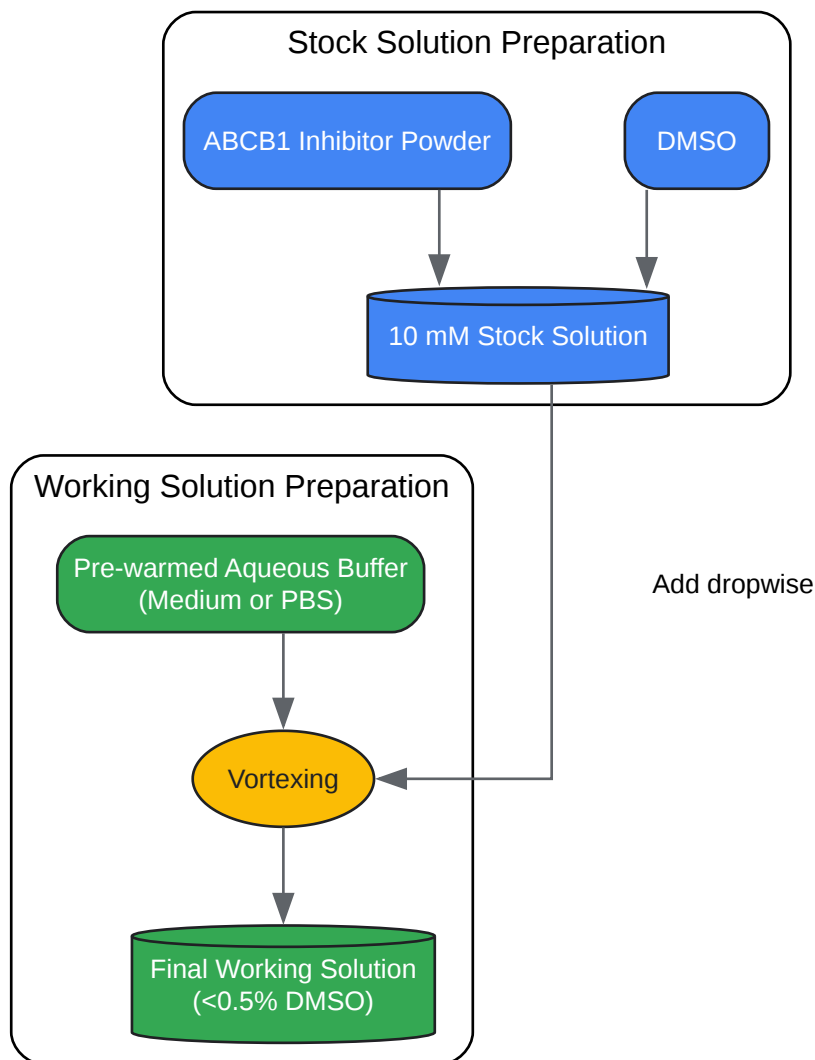 Stock Solution Preparation
ABCB1 Inhibitor Powder
DMSO
10 mM Stock Solution
Working Solution Preparation
Pre-warmed Aqueous Buffer
(Medium or PBS)
Add dropwise
Vortexing
Final Working Solution
(<0.5% DMSO)